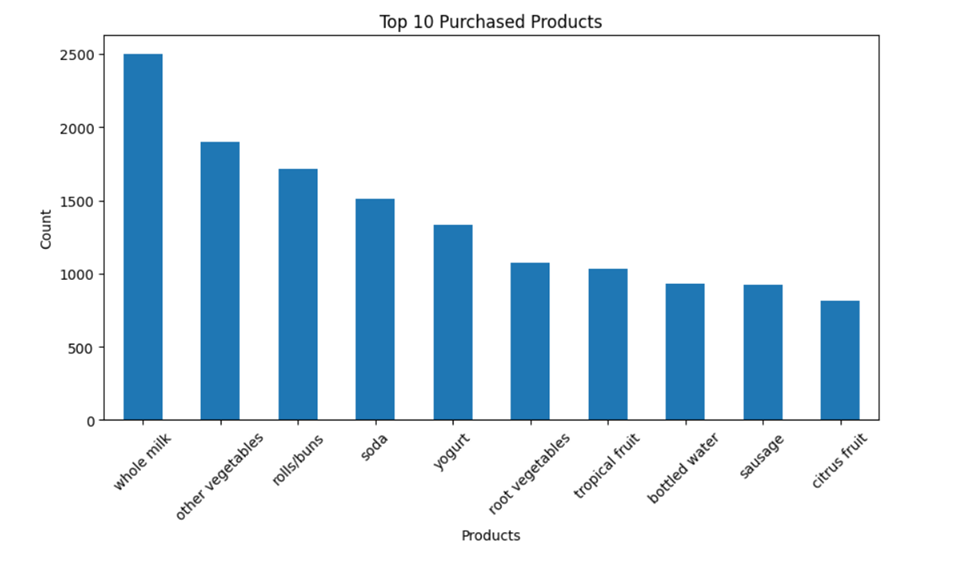 Top 10 Purchased Products
2500
2000
1500
1000
500
0
Count
whole milk
other vegetables
rolls/buns
soda
yogurt
root vegetables
tropical fruit
bottled water
sausage
citrus fruit
Products